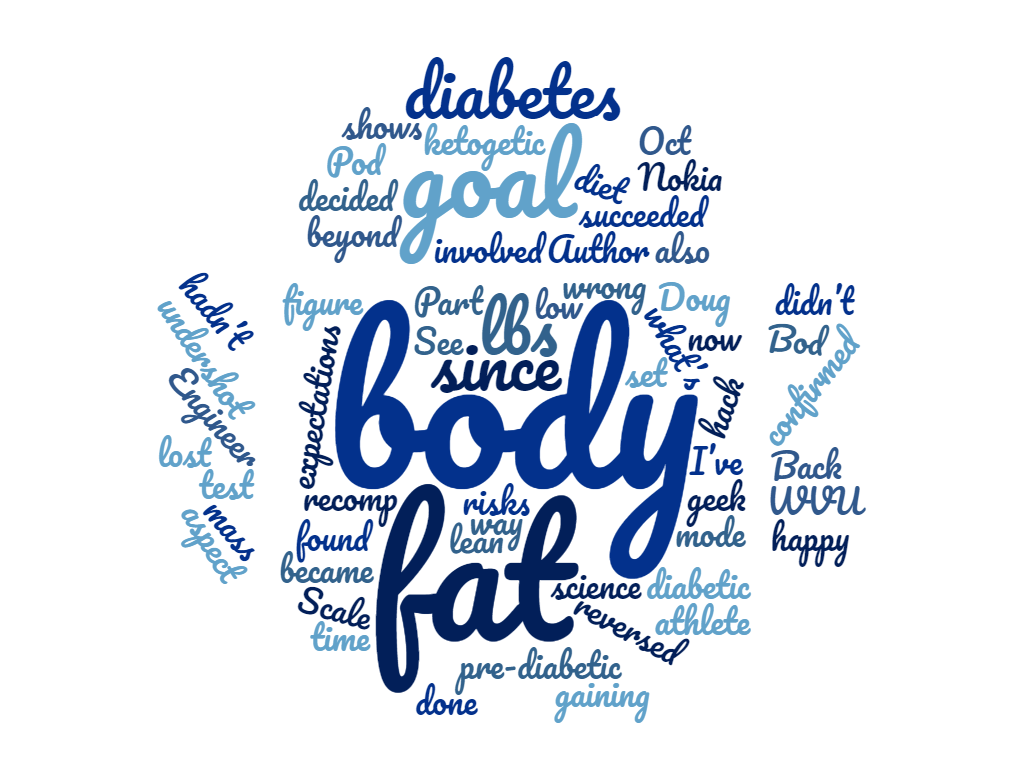 diabetes
shows
ketogetic
Oct
Pod
goal
diet
Nokia
decided
succeeded
beyond
involved
Author
also
hadn't
undershot
Engineer
lost
test
mass
aspect
figure
Part
lbs
low
wrong
Doug
didn't
See
what's
now
Bod
since
set
confirmed
expectations
body
hack
I've
Back
recomp
risks
geek
WVU
found
way
lean
mode
happy
became
fat
science
diabetic
Scale
reversed
athlete
time
pre-diabetic
done
gaining